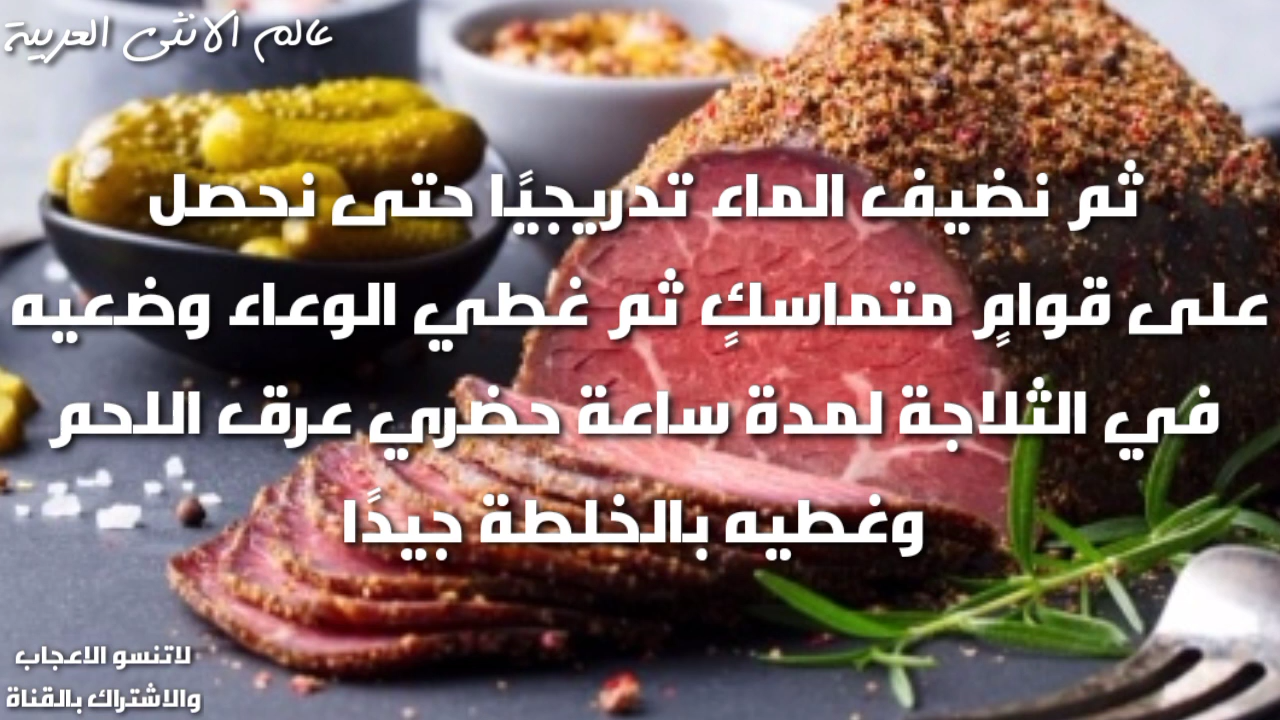 عالم الانثى العربية
ثم نضيف الماء تدريجيًا حتى نحصل
على قوامٍ متماسكٍ ثم غطي الوعاء وضعيه
في الثلاجة لمدة ساعة حضري عرق اللحم
وغطيه بالخلطة جيدًا
لاتنسو الاعجاب
والاشتراك بالقناة